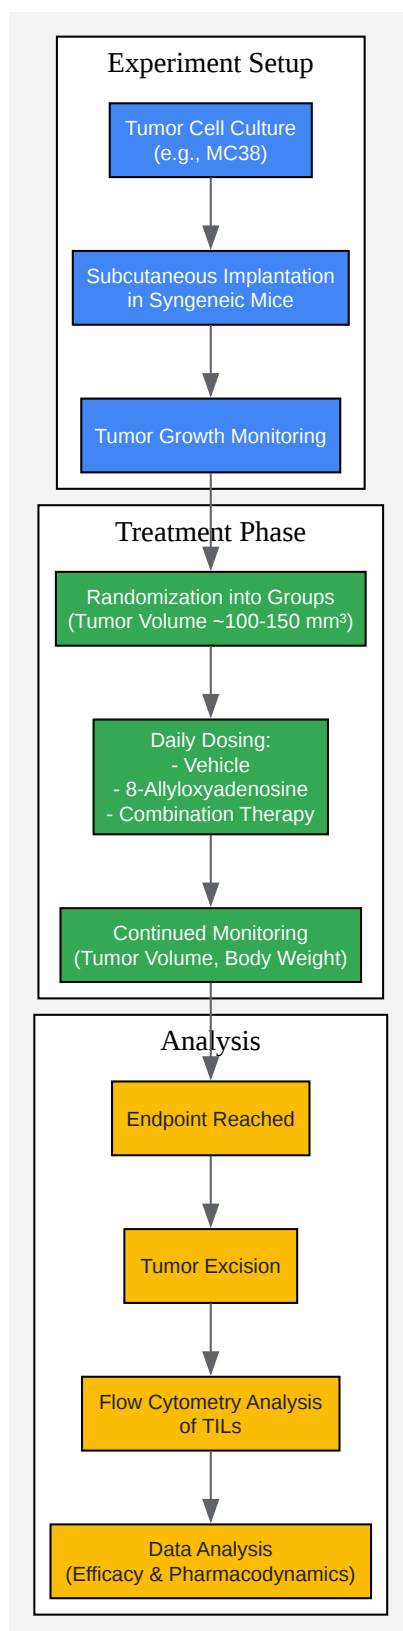 Experiment Setup
Tumor Cell Culture
(e.g., MC38)
Subcutaneous Implantation
in Syngeneic Mice
Tumor Growth Monitoring
Treatment Phase
Randomization into Groups
(Tumor Volume ~100-150 mm³)
Daily Dosing:
- Vehicle
- 8-Allyloxyadenosine
- Combination Therapy
Continued Monitoring
(Tumor Volume, Body Weight)
Analysis
Endpoint Reached
Tumor Excision
Flow Cytometry Analysis
of TILs
Data Analysis
(Efficacy & Pharmacodynamics)